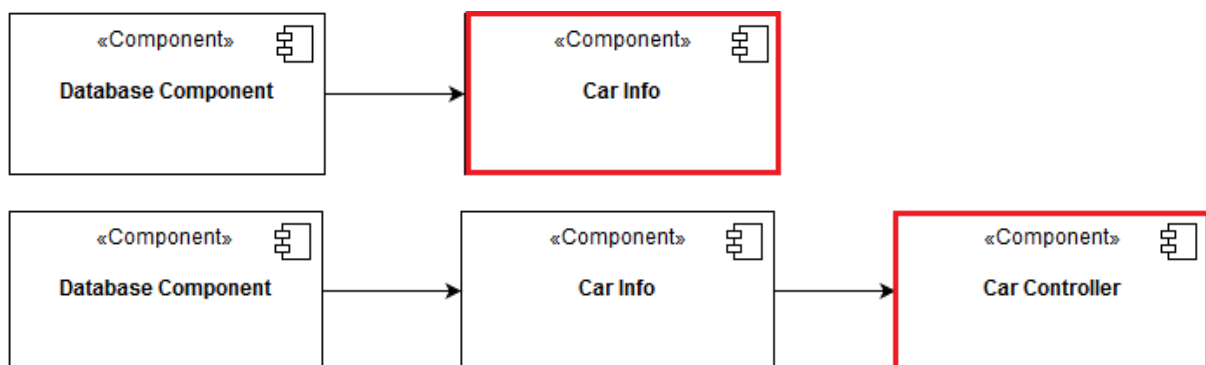 «Component»
Database Component
«Component»
Car Info
«Component»
Database Component
«Component»
Car Info
«Component»
Car Controller